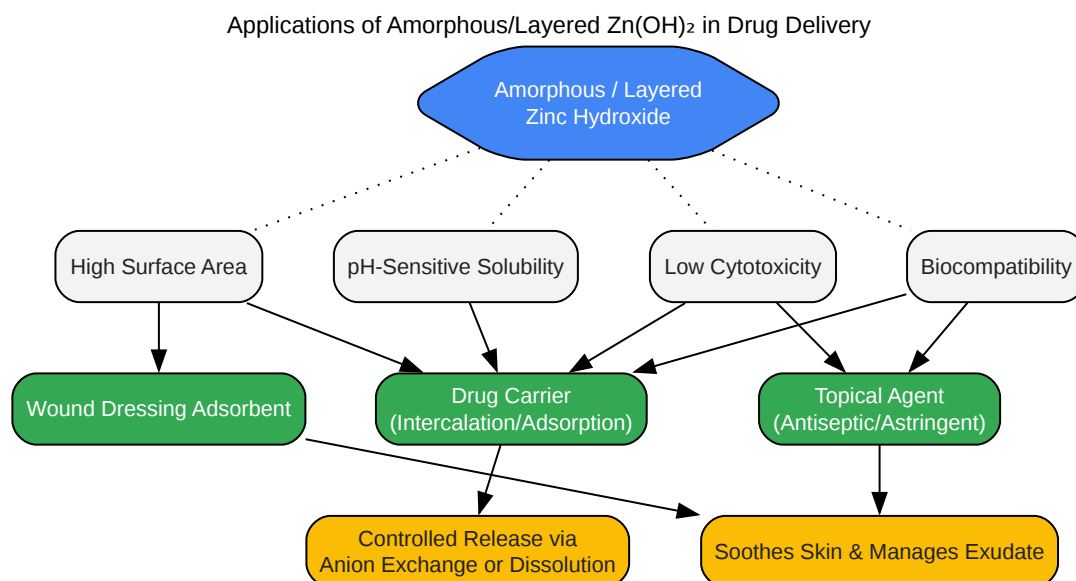 Applications of Amorphous/Layered Zn(OH)₂ in Drug Delivery
Amorphous / Layered
Zinc Hydroxide
High Surface Area
pH-Sensitive Solubility
Low Cytotoxicity
Biocompatibility
Wound Dressing Adsorbent
Drug Carrier
(Intercalation/Adsorption)
Topical Agent
(Antiseptic/Astringent)
Controlled Release via
Anion Exchange or Dissolution
Soothes Skin & Manages Exudate